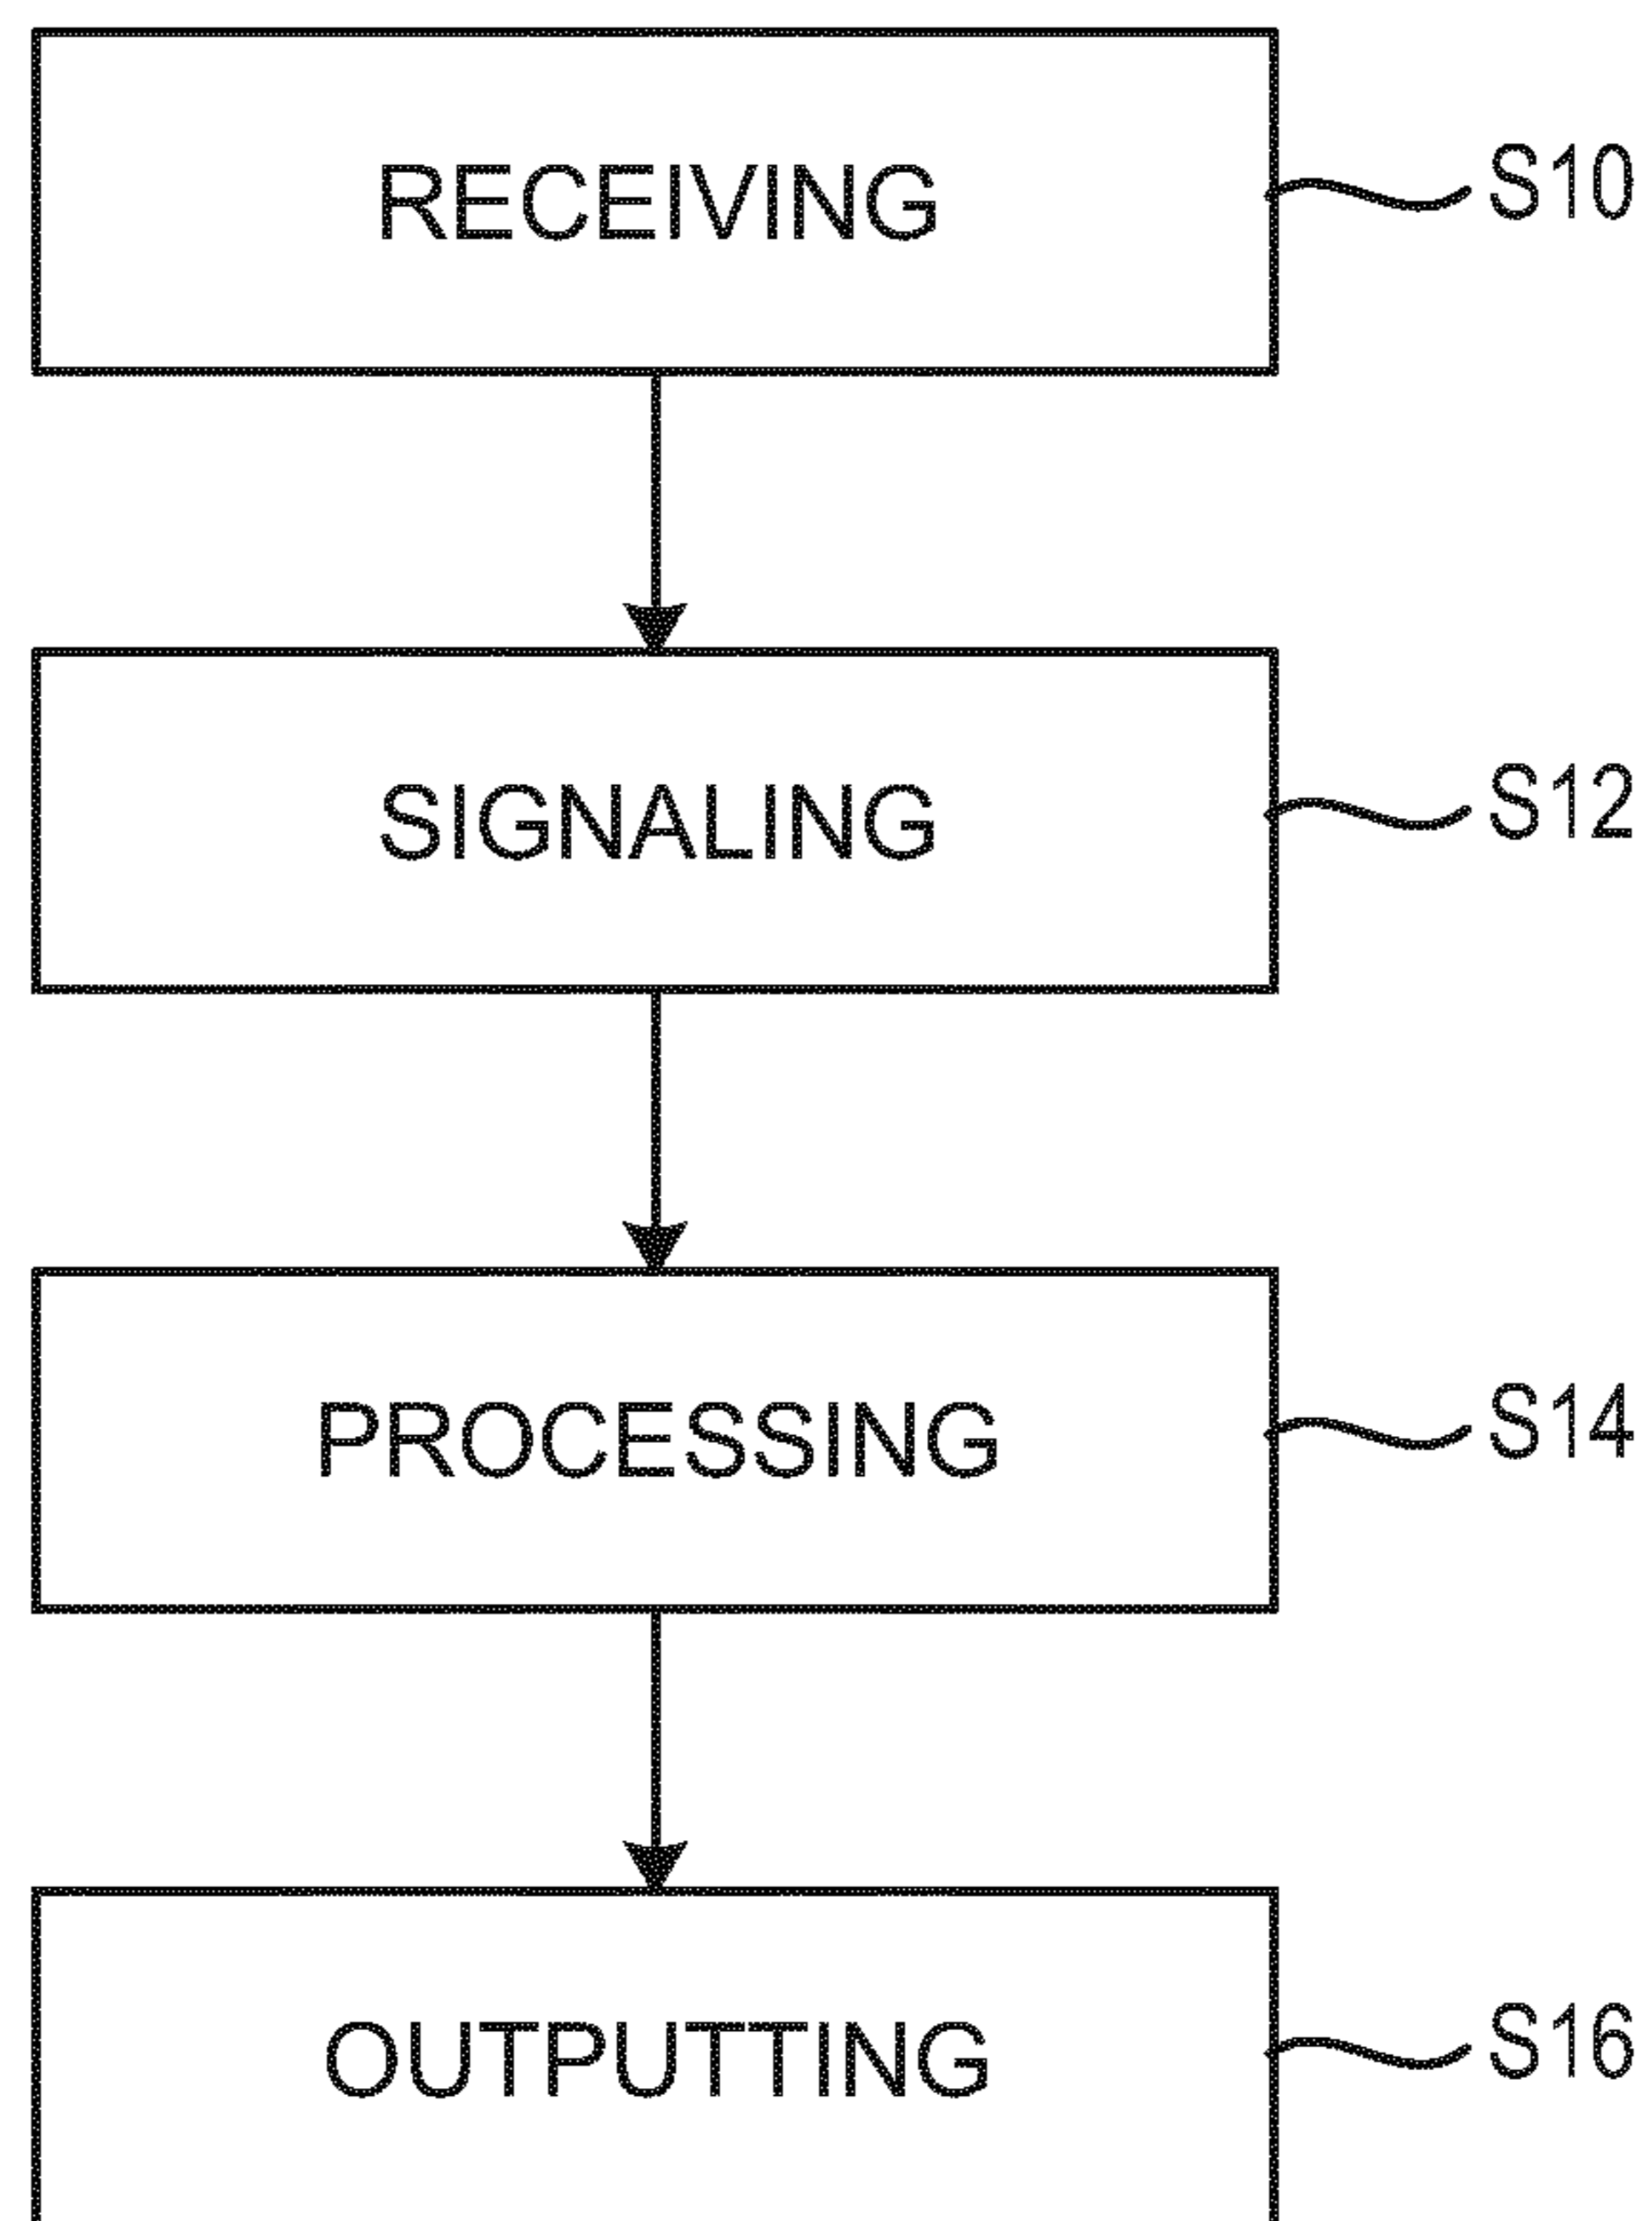 RECEIVING
S10
SIGNALING
S12
PROCESSING
S14
OUTPUTTING
S16